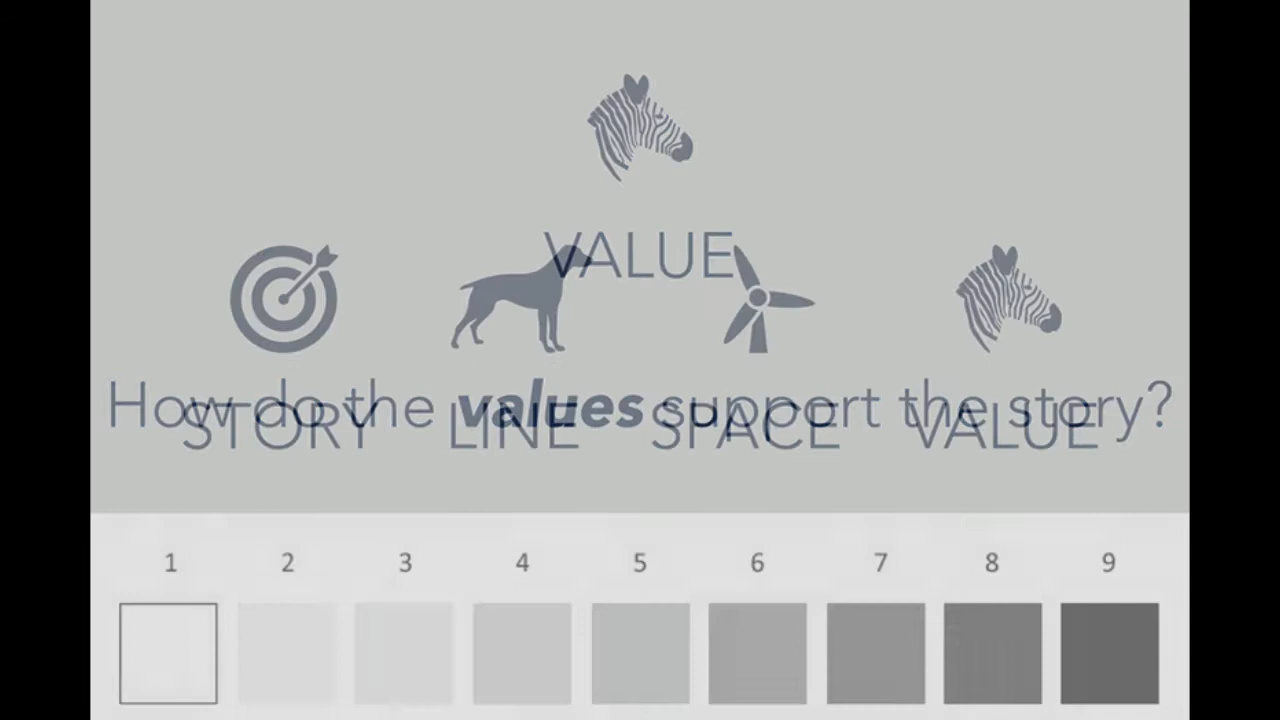 VALUE
How do the values support the story?
STORY LINE SPACE VALUE
1 2 3 4 5 6 7 8 9